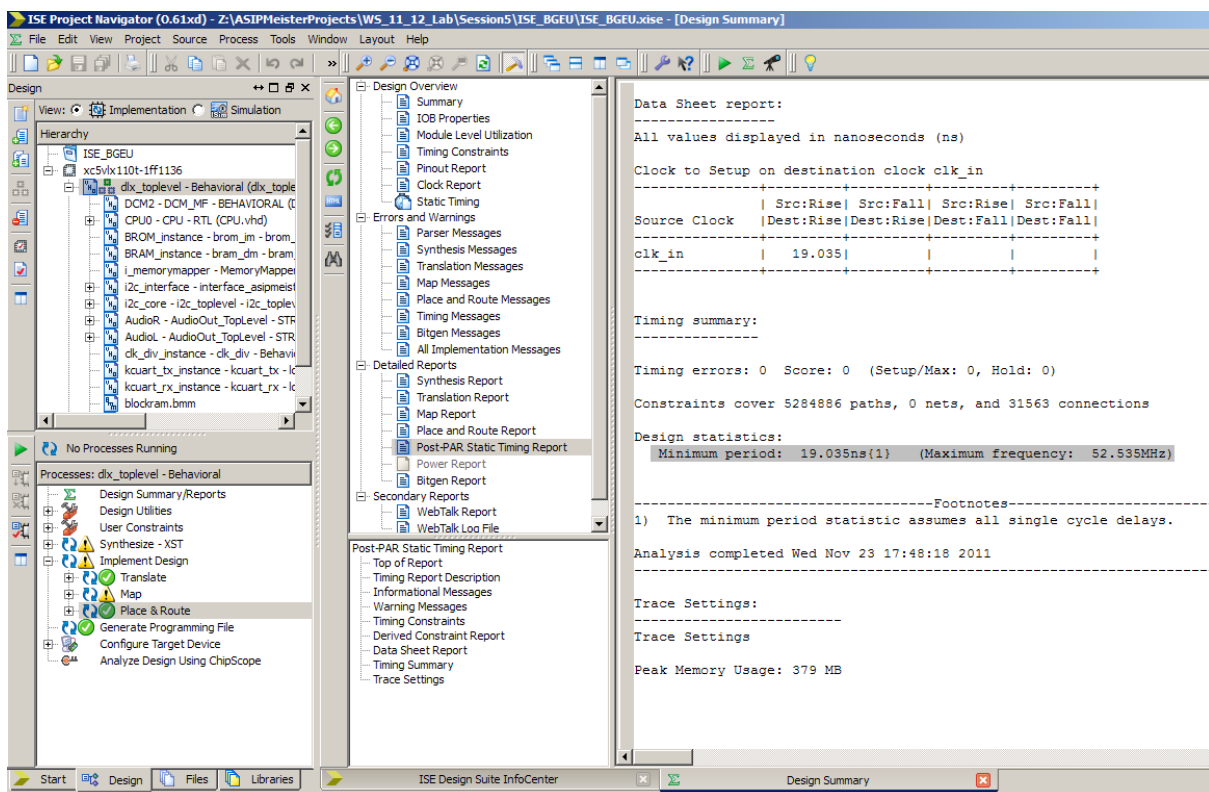 ISE Project Navigator (O.61xd) - Z:\ASIPMeisterProjects\WS_11_12_Lab\Session5\ISE_BGEU\ISE_BGEU.xise - [Design Summary]
File Edit View Project Source Process Tools Window Layout Help
Design
View: Implementation Simulation
Hierarchy
ISE_BGEU
xc5vlx110t-1ff1136
dlx_toplevel - Behavioral (dlx_tople
DCM2 - DCM_MF - BEHAVIORAL (D
CPU0 - CPU - RTL (CPU.vhd)
BROM_instance - brom_im - brom_
BRAM_instance - bram_dm - bram_
i_memorymapper - MemoryMapper
i2c_interface - interface_asipmeist
i2c_core - i2c_toplevel - i2c_toplev
AudioR - AudioOut_TopLevel - STR
AudioL - AudioOut_TopLevel - STR
clk_div_instance - clk_div - Behavio
kcuart_tx_instance - kcuart_tx - lo
kcuart_rx_instance - kcuart_rx - lo
blockram.bmm
No Processes Running
Processes: dlx_toplevel - Behavioral
Design Summary/Reports
Design Utilities
User Constraints
Synthesize - XST
Implement Design
Translate
Map
Place & Route
Generate Programming File
Configure Target Device
Analyze Design Using ChipScope
Start Design Files Libraries
Design Overview
Summary
IOB Properties
Module Level Utilization
Timing Constraints
Pinout Report
Clock Report
Static Timing
Errors and Warnings
Parser Messages
Synthesis Messages
Translation Messages
Map Messages
Place and Route Messages
Timing Messages
Bitgen Messages
All Implementation Messages
Detailed Reports
Synthesis Report
Translation Report
Map Report
Place and Route Report
Post-PAR Static Timing Report
Power Report
Bitgen Report
Secondary Reports
WebTalk Report
WebTalk Log File
Post-PAR Static Timing Report
Top of Report
Timing Report Description
Informational Messages
Warning Messages
Timing Constraints
Derived Constraint Report
Data Sheet Report
Timing Summary
Trace Settings
Data Sheet report:
-----------------
All values displayed in nanoseconds (ns)
Clock to Setup on destination clock clk_in
---------------+---------+---------+---------+---------+
| Src:Rise| Src:Fall| Src:Rise| Src:Fall|
Source Clock |Dest:Rise|Dest:Rise|Dest:Fall|Dest:Fall|
---------------+---------+---------+---------+---------+
clk_in | 19.035| | | |
---------------+---------+---------+---------+---------+
Timing summary:
---------------
Timing errors: 0 Score: 0 (Setup/Max: 0, Hold: 0)
Constraints cover 5284886 paths, 0 nets, and 31563 connections
Design statistics:
Minimum period: 19.035ns{1} (Maximum frequency: 52.535MHz)
------------------------------------Footnotes-----------------------------------
1) The minimum period statistic assumes all single cycle delays.
Analysis completed Wed Nov 23 17:48:18 2011
--------------------------------------------------------------------------------
Trace Settings:
-------------------------
Trace Settings
Peak Memory Usage: 379 MB
ISE Design Suite InfoCenter
Design Summary